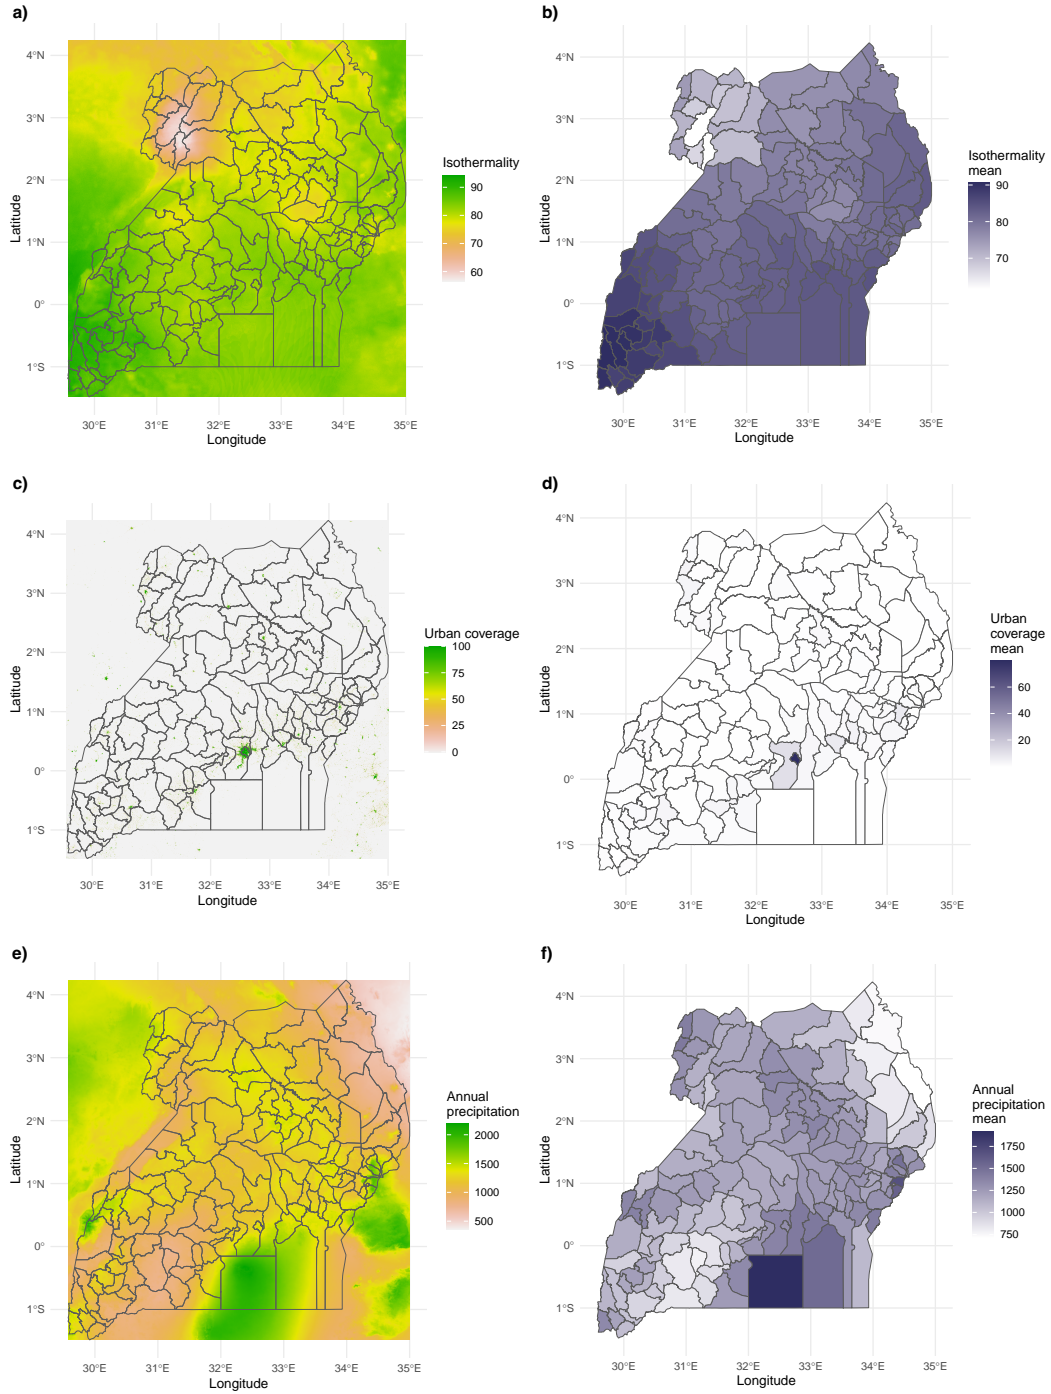 a)
4°N
3°N
2°N
1°N
0°
1°S
Latitude
30°E 31°E 32°E 33°E 34°E 35°E
Longitude
Isothermality
90
80
70
60
b)
4°N
3°N
2°N
1°N
0°
1°S
Latitude
30°E 31°E 32°E 33°E 34°E 35°E
Longitude
Isothermality
mean
90
80
70
c)
4°N
3°N
2°N
1°N
0°
1°S
Latitude
30°E 31°E 32°E 33°E 34°E 35°E
Longitude
Urban coverage
100
75
50
25
0
d)
4°N
3°N
2°N
1°N
0°
1°S
Latitude
30°E 31°E 32°E 33°E 34°E 35°E
Longitude
Urban
coverage
mean
60
40
20
e)
4°N
3°N
2°N
1°N
0°
1°S
Latitude
30°E 31°E 32°E 33°E 34°E 35°E
Longitude
Annual
precipitation
2000
1500
1000
500
f)
4°N
3°N
2°N
1°N
0°
1°S
Latitude
30°E 31°E 32°E 33°E 34°E 35°E
Longitude
Annual
precipitation
mean
1750
1500
1250
1000
750